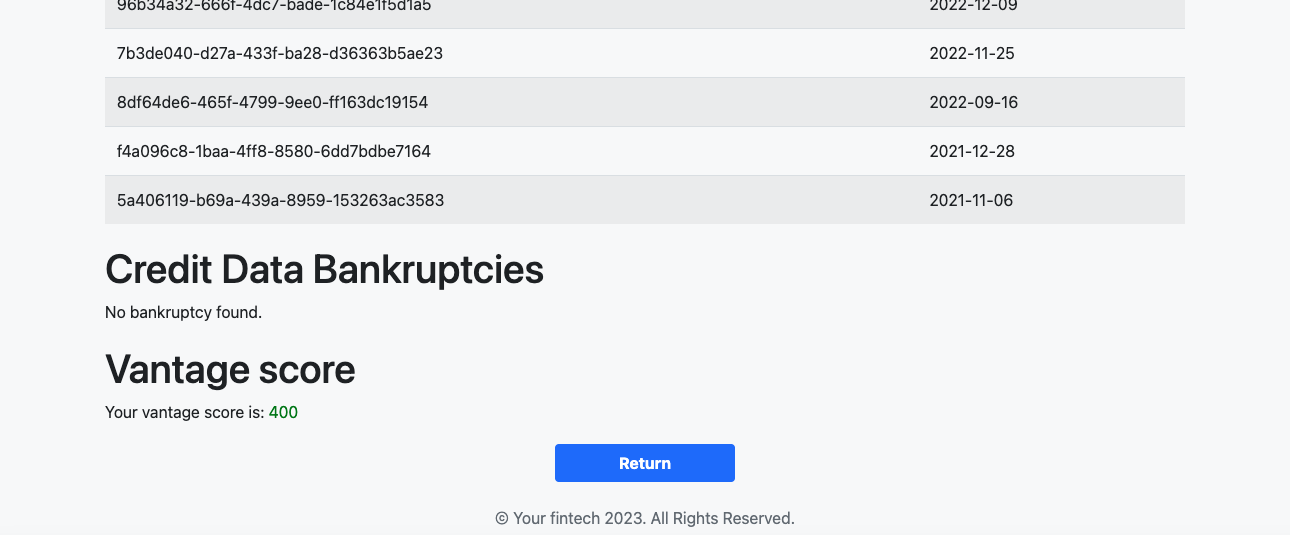 96b34a32-666f-4dc7-bade-1c84e1f5d1a5 2022-12-09
7b3de040-d27a-433f-ba28-d36363b5ae23 2022-11-25
8df64de6-465f-4799-9ee0-ff163dc19154 2022-09-16
f4a096c8-1baa-4ff8-8580-6dd7bdbe7164 2021-12-28
5a406119-b69a-439a-8959-153263ac3583 2021-11-06
Credit Data Bankruptcies
No bankruptcy found.
Vantage score
Your vantage score is: 400
Return
© Your fintech 2023. All Rights Reserved.